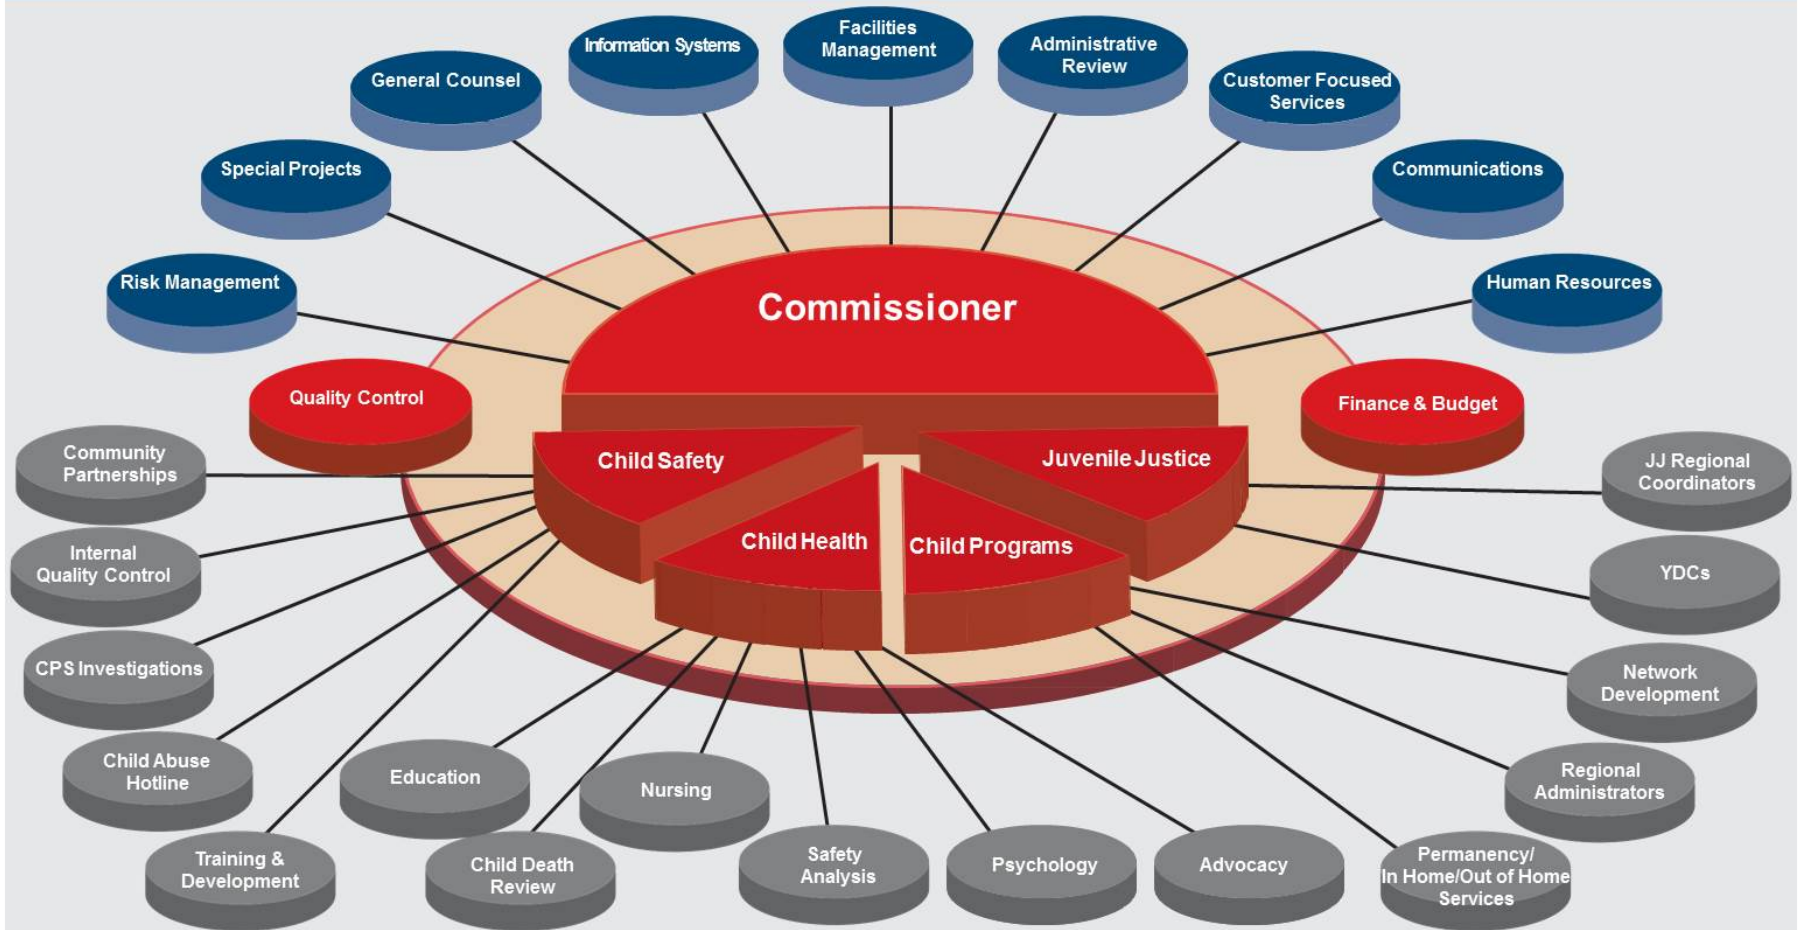 Facilities
Management
Information Systems
Administrative
Review
General Counsel
Customer Focused
Services
Special Projects
Communications
Risk Management
Human Resources
Commissioner
Quality Control
Finance & Budget
Child Safety
Juvenile Justice
Child Health
Child Programs
Community
Partnerships
JJ Regional
Coordinators
Internal
Quality Control
YDCs
CPS Investigations
Network
Development
Child Abuse
Hotline
Education
Nursing
Regional
Administrators
Training &
Development
Child Death
Review
Safety
Analysis
Psychology
Advocacy
Permanency/
In Home/Out of Home
Services